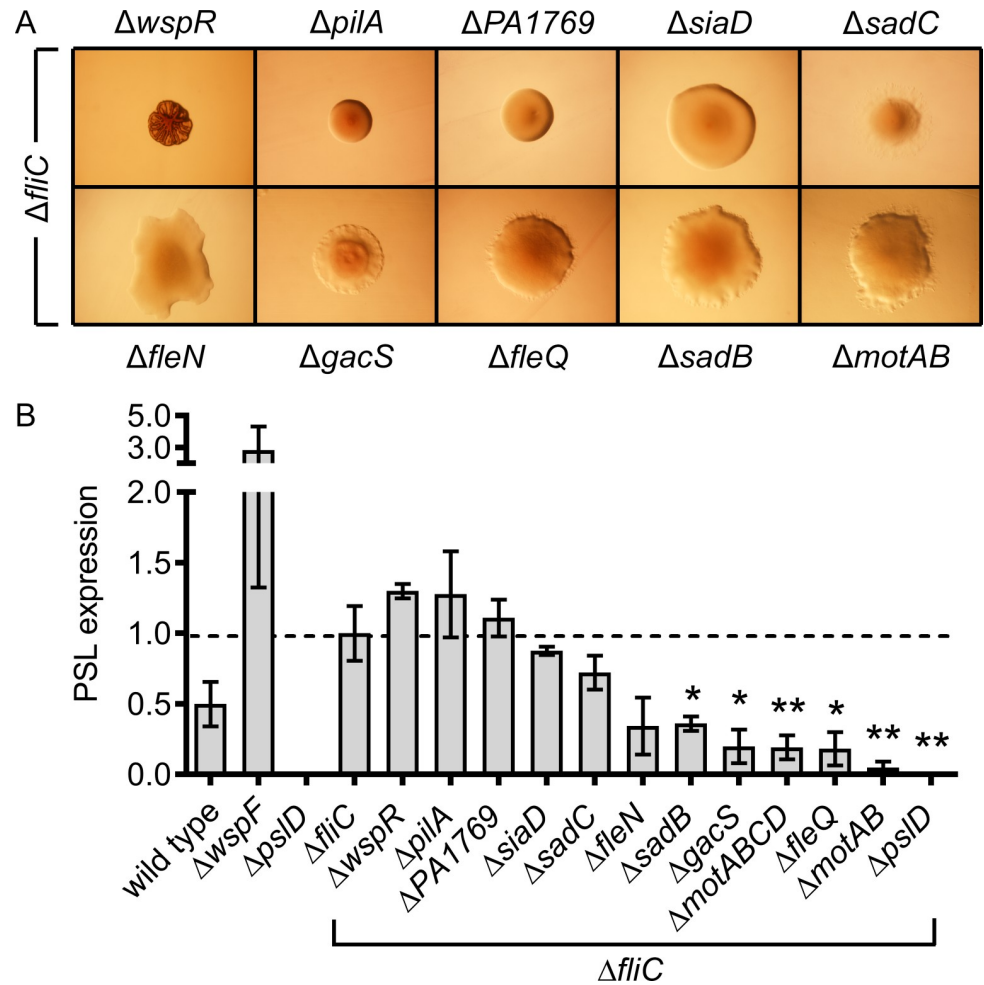 A
ΔwspR ΔpilA ΔPA1769 ΔsiaD ΔsadC
ΔfliC
ΔfleN ΔgacS ΔfleQ ΔsadB ΔmotAB
B
PSL expression
5.0
3.0
2.0
1.5
1.0
0.5
0.0
* * ** * ** **
wild type ΔwspF ΔpslD ΔfliC ΔwspR ΔpilA ΔPA1769 ΔsiaD ΔsadC ΔfleN ΔsadB ΔgacS ΔmotABCD ΔfleQ ΔmotAB ΔpslD
ΔfliC